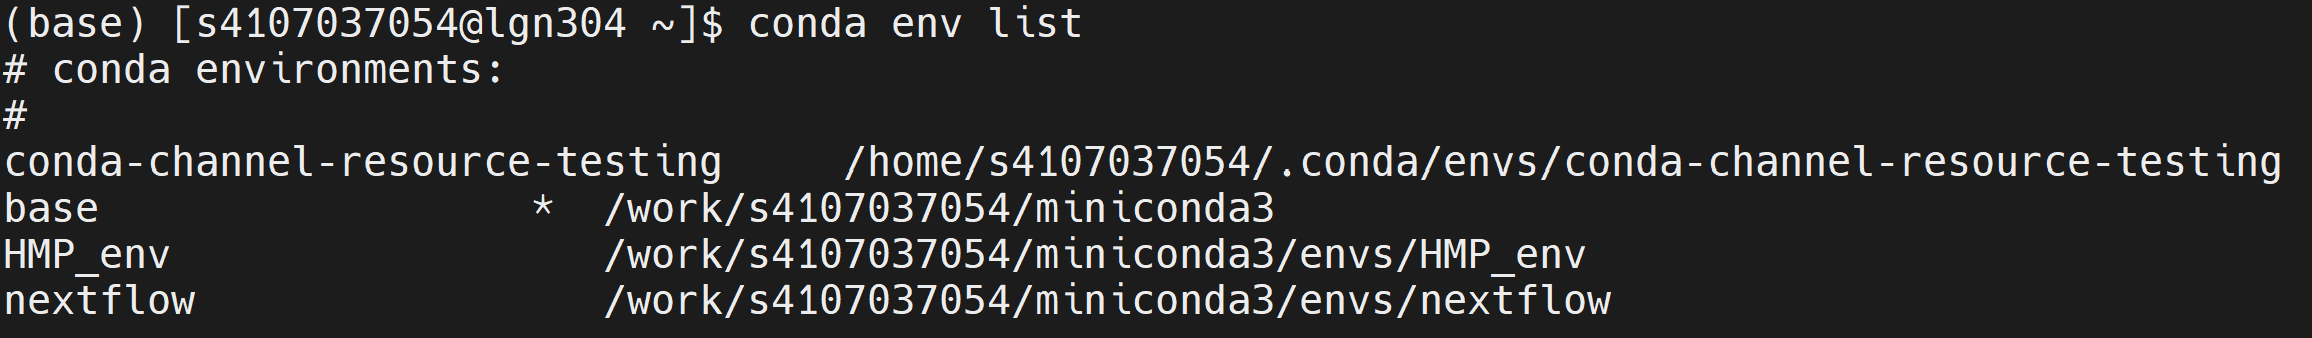 (base) [s4107037054@lgn304 ~]$ conda env list
# conda environments:
#
conda-channel-resource-testing     /home/s4107037054/.conda/envs/conda-channel-resource-testing
base                  *  /work/s4107037054/miniconda3
HMP_env                  /work/s4107037054/miniconda3/envs/HMP_env
nextflow                 /work/s4107037054/miniconda3/envs/nextflow